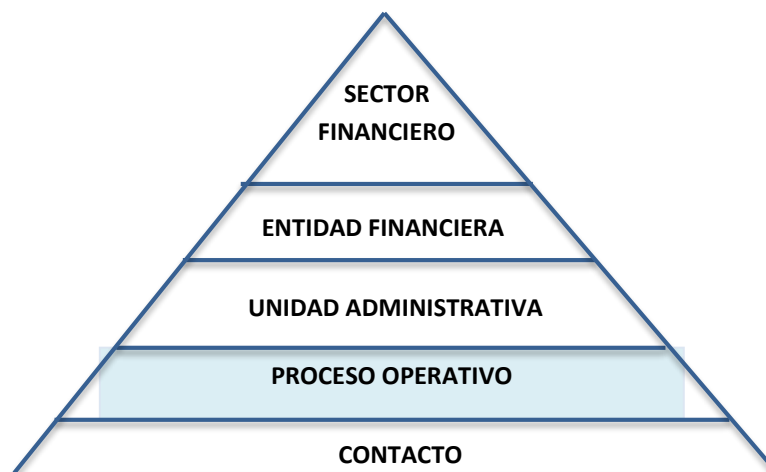 SECTOR
FINANCIERO
ENTIDAD FINANCIERA
UNIDAD ADMINISTRATIVA
PROCESO OPERATIVO
CONTACTO